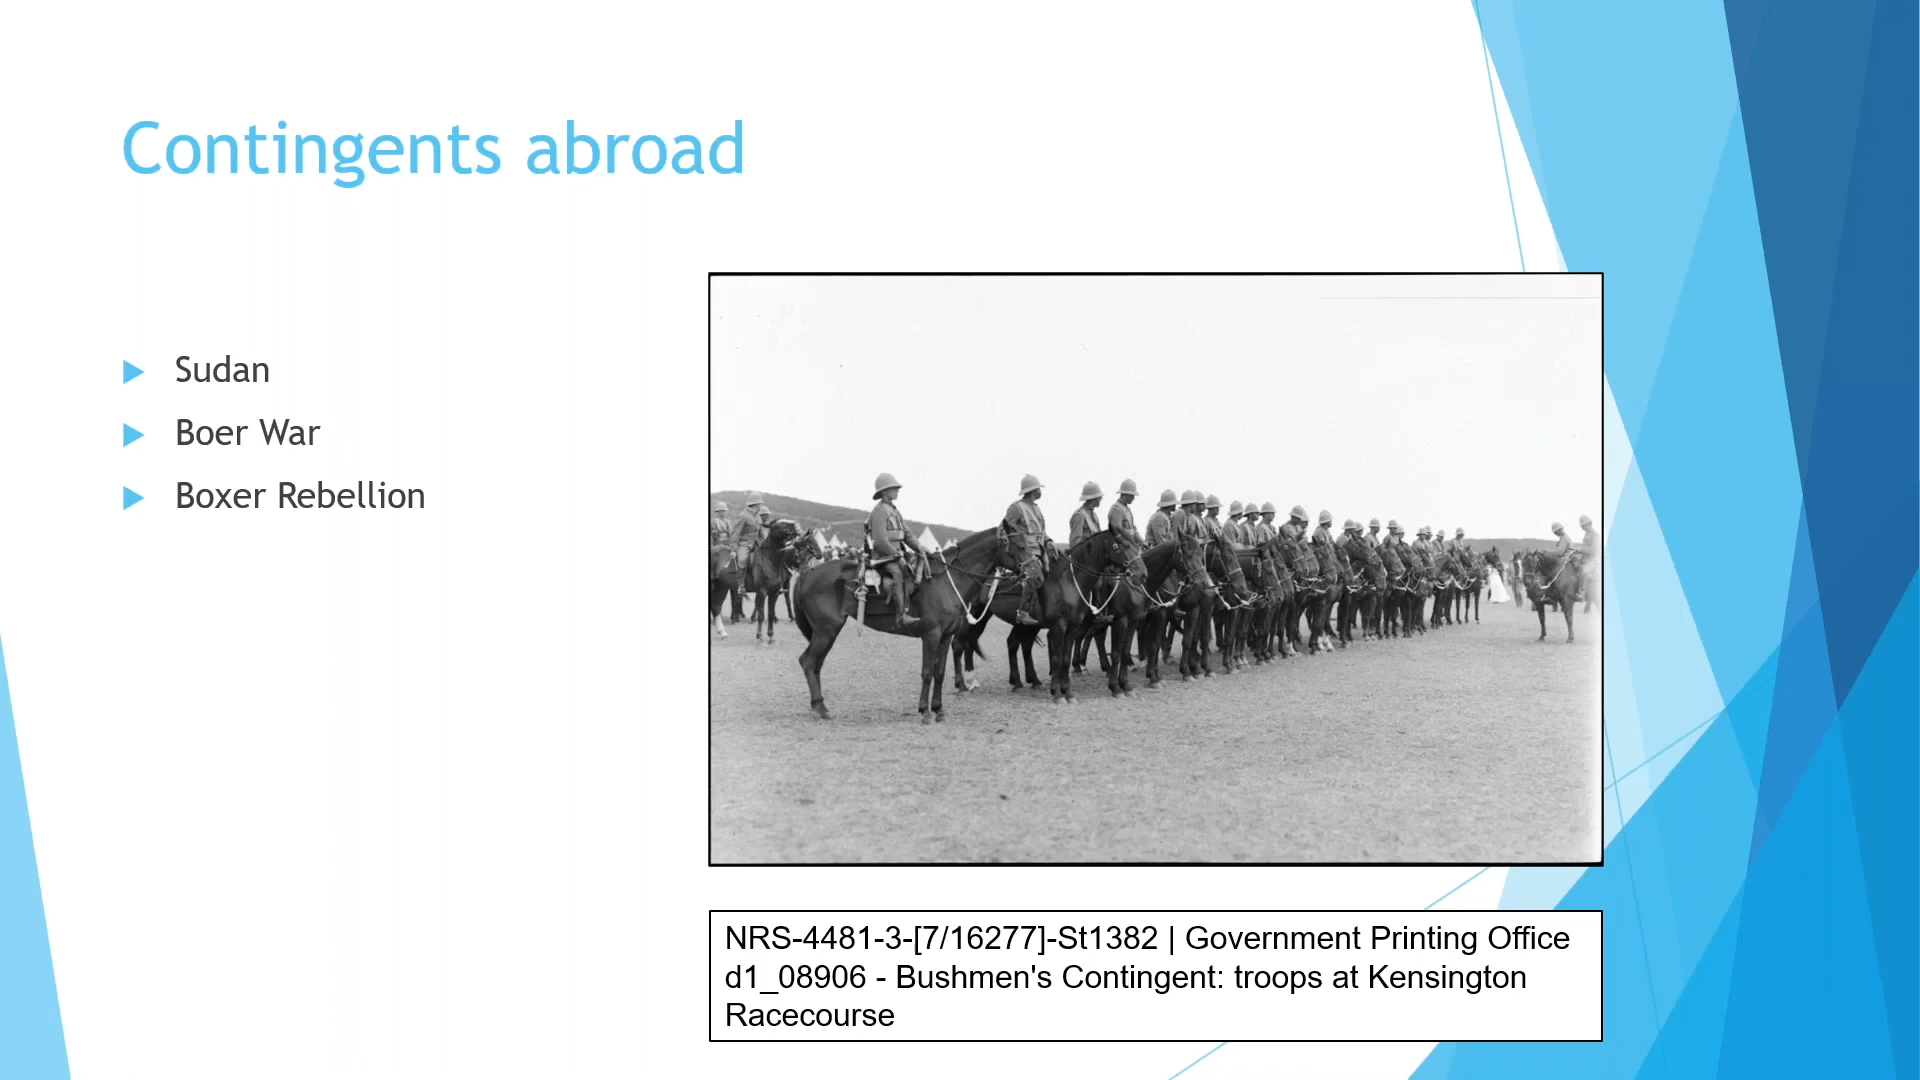 Contingents abroad
Sudan
Boer War
Boxer Rebellion
NRS-4481-3-[7/16277]-St1382 | Government Printing Office
d1_08906 - Bushmen's Contingent: troops at Kensington
Racecourse